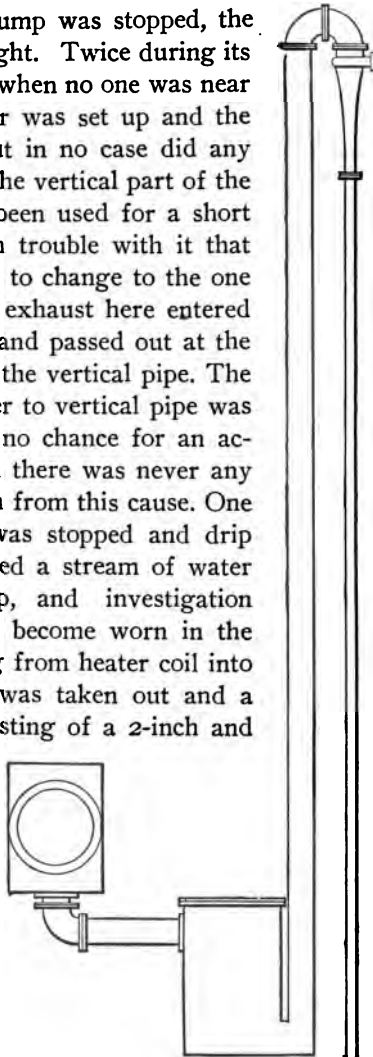 ump was stopped, the
ght. Twice during its
when no one was near
r was set up and the
ut in no case did any
he vertical part of the
been used for a short
n trouble with it that
to change to the one
exhaust here entered
and passed out at the
the vertical pipe. The
er to vertical pipe was
no chance for an ac-
there was never any
from this cause. One
was stopped and drip
ed a stream of water
p, and investigation
become worn in the
g from heater coil into
was taken out and a
sting of a 2-inch and